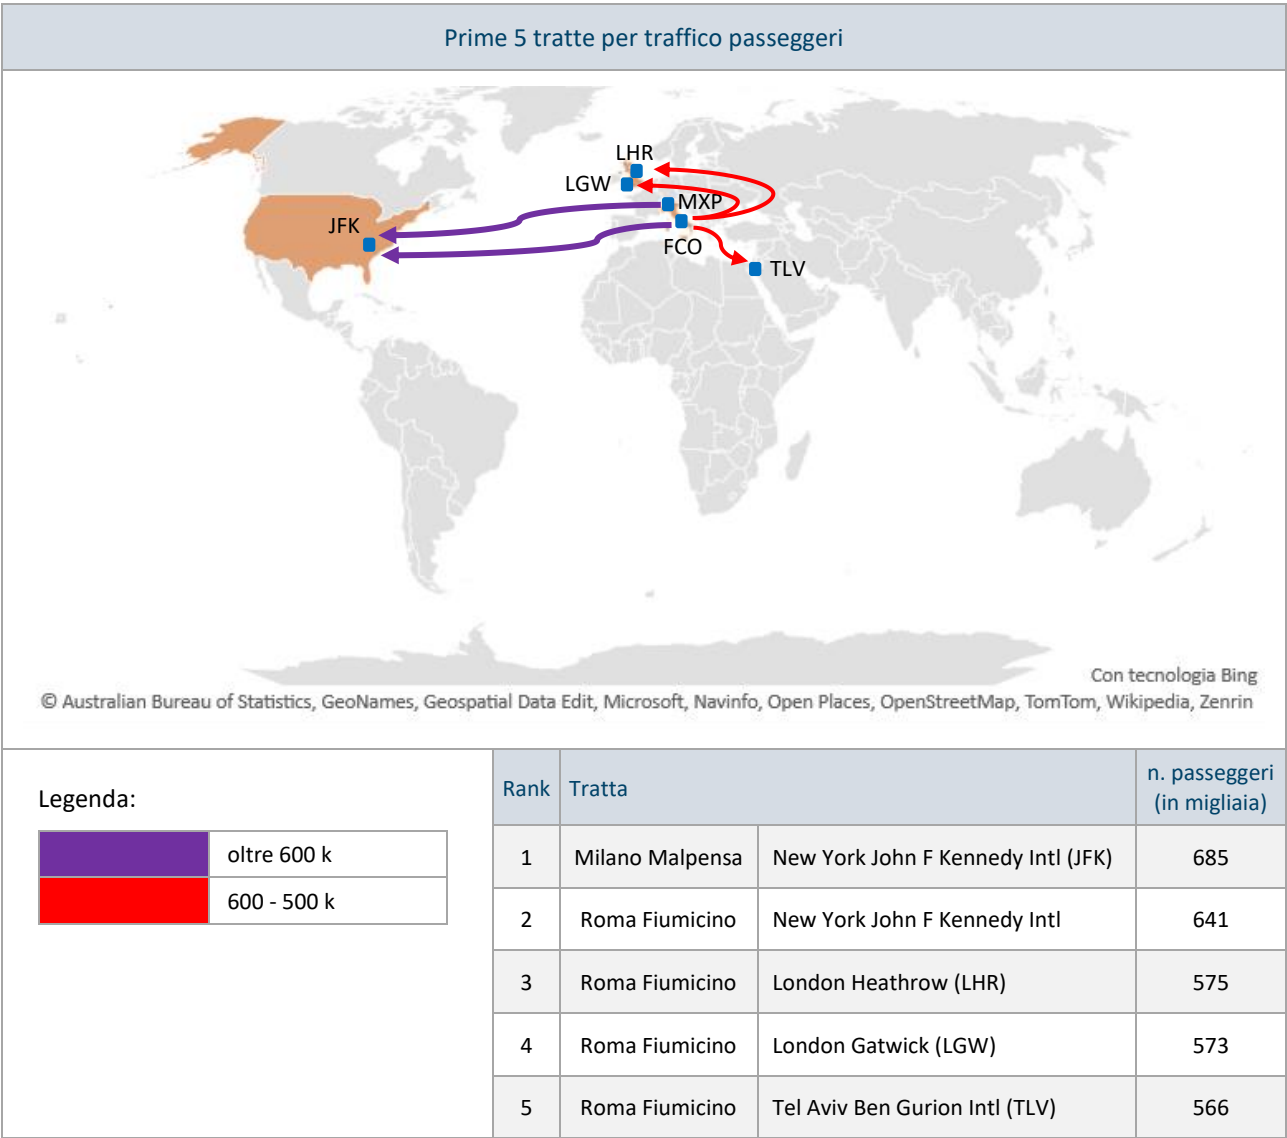 Prime 5 tratte per traffico passeggeri
LHR
LGW
MXP
JFK
FCO
TLV
Con tecnologia Bing
© Australian Bureau of Statistics, GeoNames, Geospatial Data Edit, Microsoft, Navinfo, Open Places, OpenStreetMap, TomTom, Wikipedia, Zenrin
Legenda:
oltre 600 k
600 - 500 k
Rank Tratta n. passeggeri (in migliaia)
1 Milano Malpensa New York John F Kennedy Intl (JFK) 685
2 Roma Fiumicino New York John F Kennedy Intl 641
3 Roma Fiumicino London Heathrow (LHR) 575
4 Roma Fiumicino London Gatwick (LGW) 573
5 Roma Fiumicino Tel Aviv Ben Gurion Intl (TLV) 566